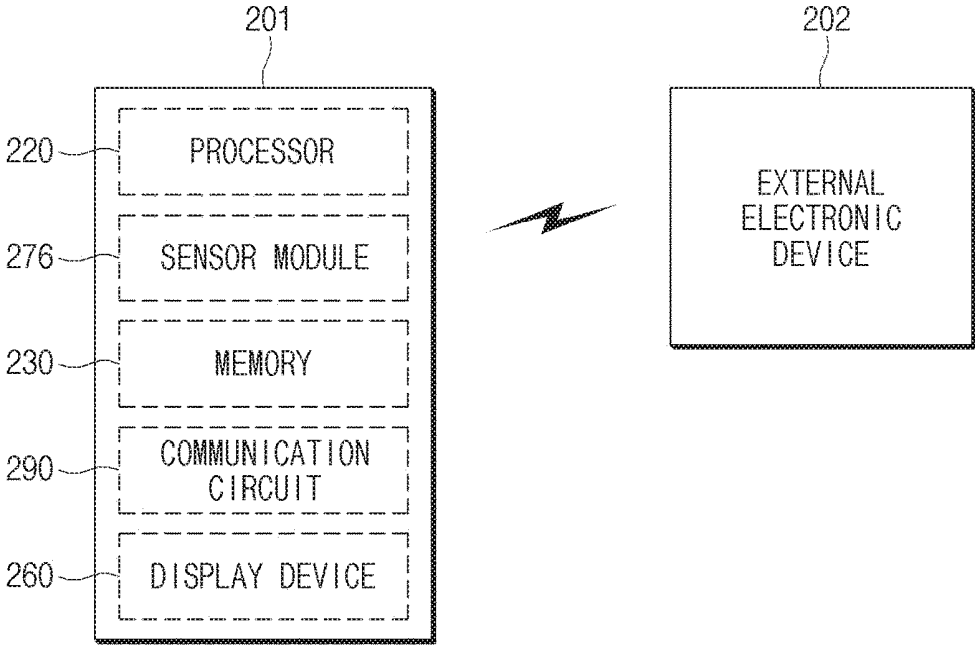 201
202
220
PROCESSOR
276
SENSOR MODULE
230
MEMORY
290
COMMUNICATION
CIRCUIT
260
DISPLAY DEVICE
EXTERNAL
ELECTRONIC
DEVICE